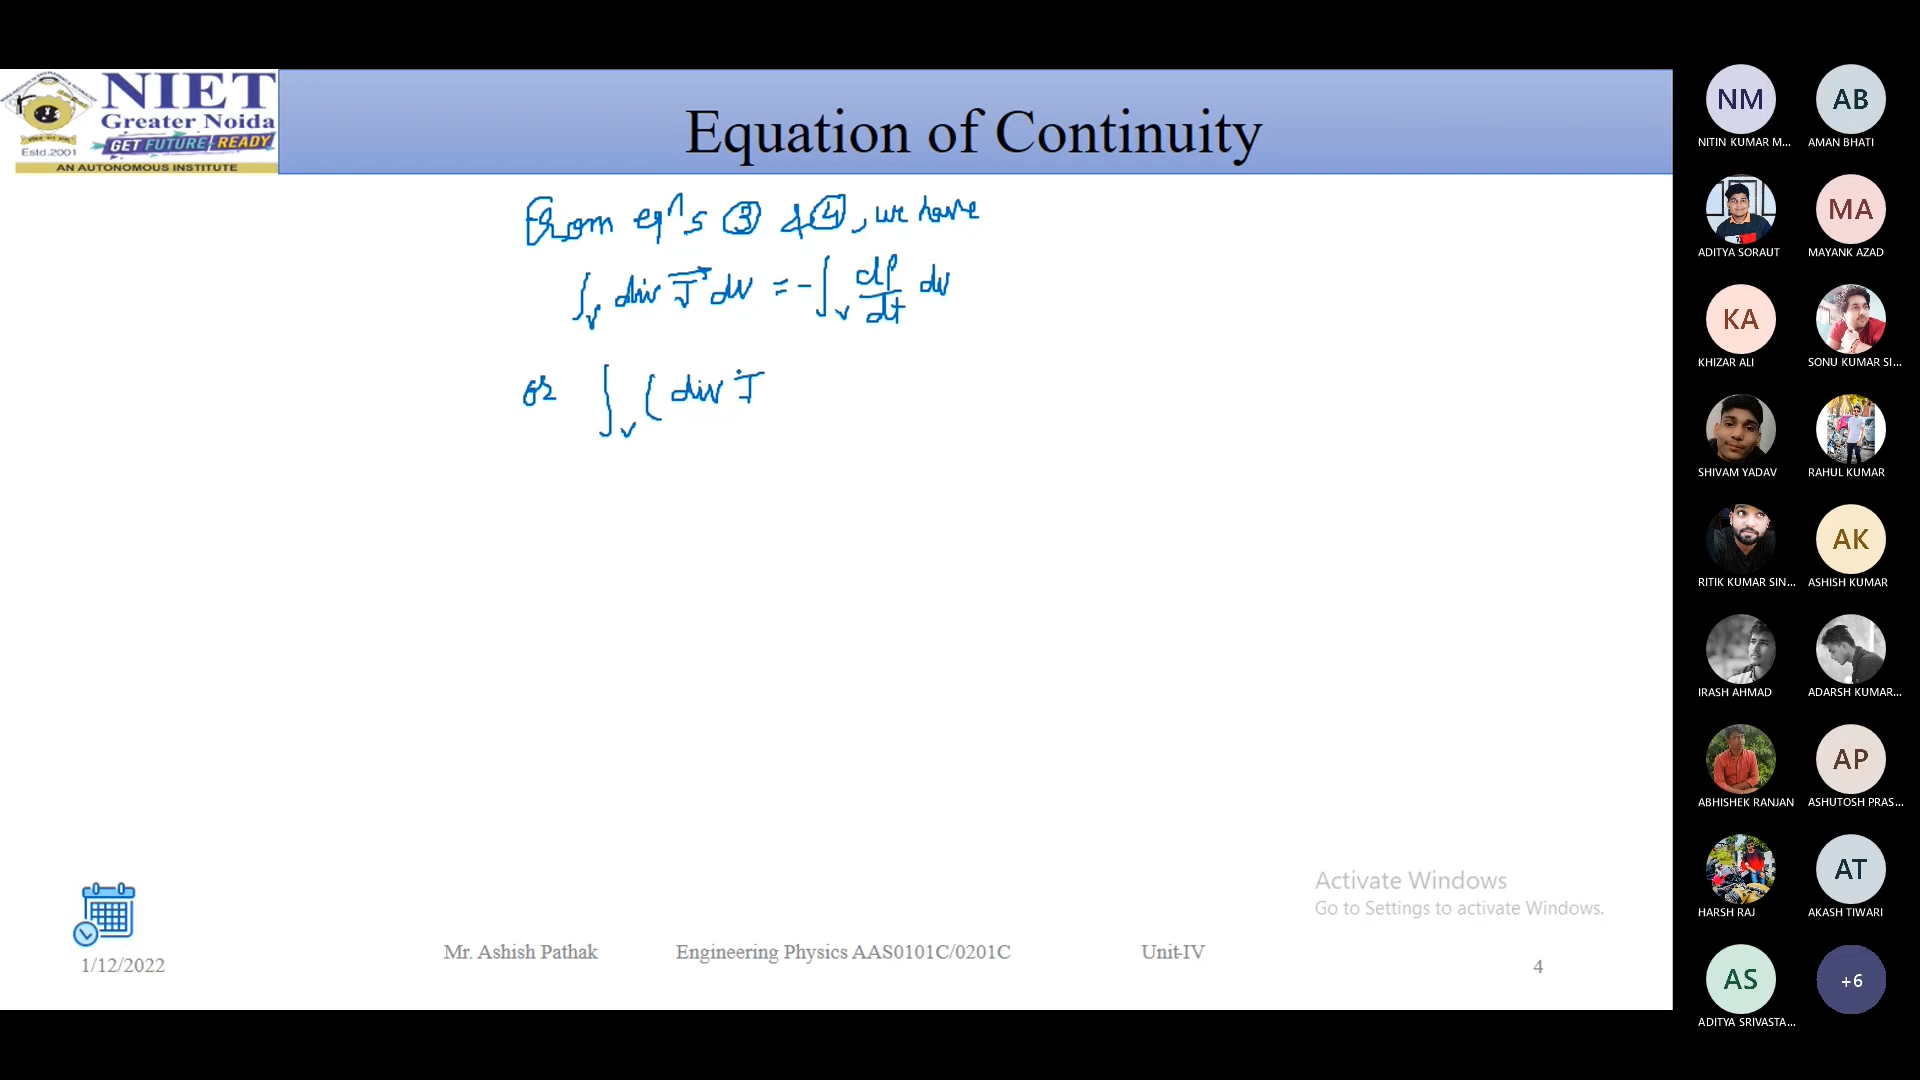 NIET
Greater Noida
GET FUTURE READY
Estd.2001
AN AUTONOMOUS INSTITUTE
Equation of Continuity
From eqⁿs ③ & ④, we have
∫_V div J⃗ dv = -∫_V dρ/dt dv
or ∫_V ( div J
Activate Windows
Go to Settings to activate Windows.
1/12/2022
Mr. Ashish Pathak
Engineering Physics AAS0101C/0201C
Unit-IV
4
NM AB
NITIN KUMAR M... AMAN BHATI
MA
ADITYA SORAUT MAYANK AZAD
KA
KHIZAR ALI SONU KUMAR SI...
SHIVAM YADAV RAHUL KUMAR
AK
RITIK KUMAR SIN... ASHISH KUMAR
IRASH AHMAD ADARSH KUMAR...
AP
ABHISHEK RANJAN ASHUTOSH PRAS...
AT
HARSH RAJ AKASH TIWARI
AS +6
ADITYA SRIVASTA...